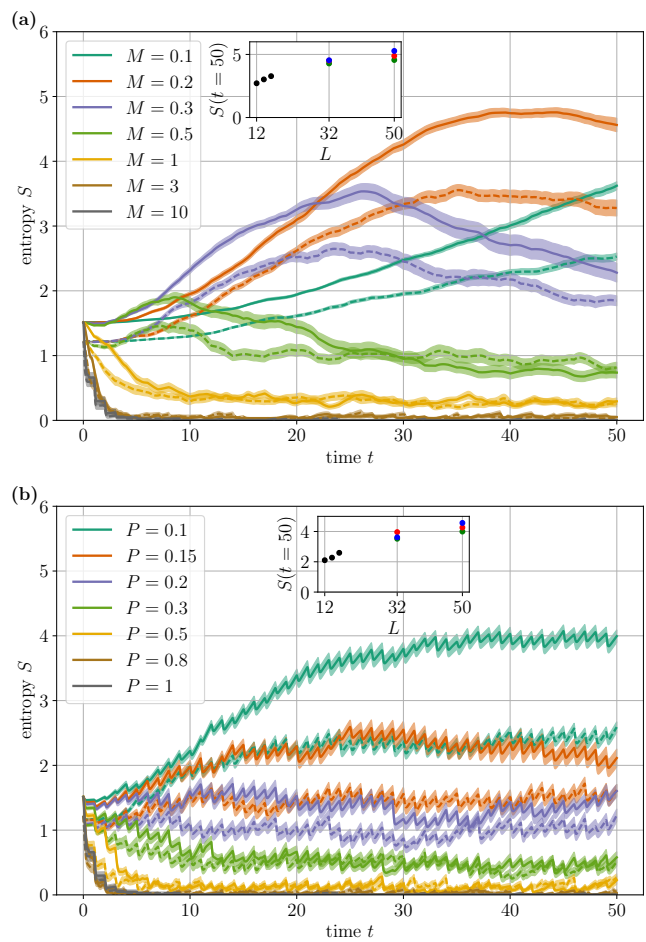 (a)
6
5
4
3
2
1
0
entropy S
M = 0.1
M = 0.2
M = 0.3
M = 0.5
M = 1
M = 3
M = 10
S(t = 50)
5
0
12 32 50
L
0 10 20 30 40 50
time t
(b)
6
5
4
3
2
1
0
entropy S
P = 0.1
P = 0.15
P = 0.2
P = 0.3
P = 0.5
P = 0.8
P = 1
S(t = 50)
4
2
0
12 32 50
L
0 10 20 30 40 50
time t